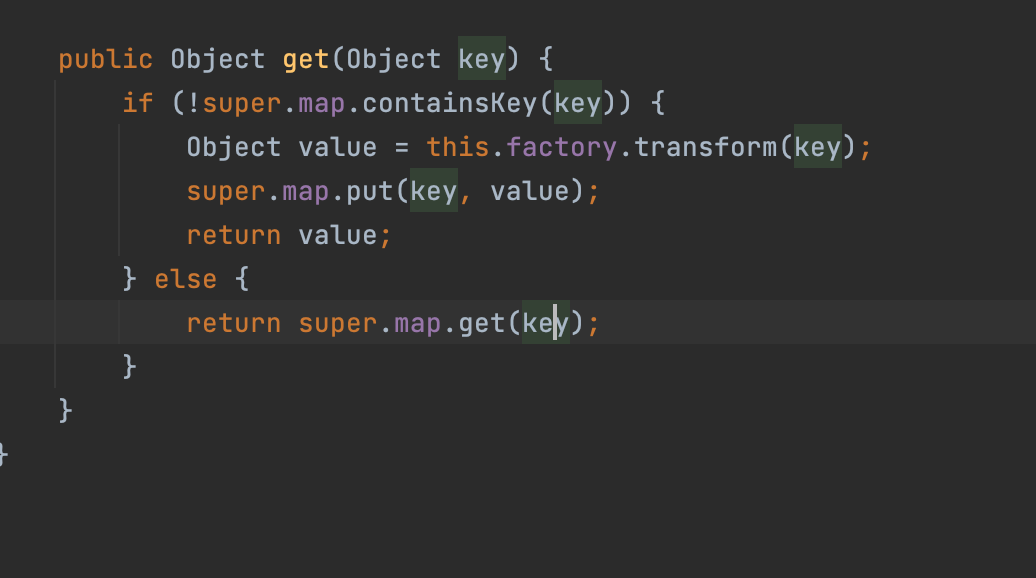 public Object get(Object key) {
if (!super.map.containsKey(key)) {
Object value = this.factory.transform(key);
super.map.put(key, value);
return value;
} else {
return super.map.get(key);
}
}
}